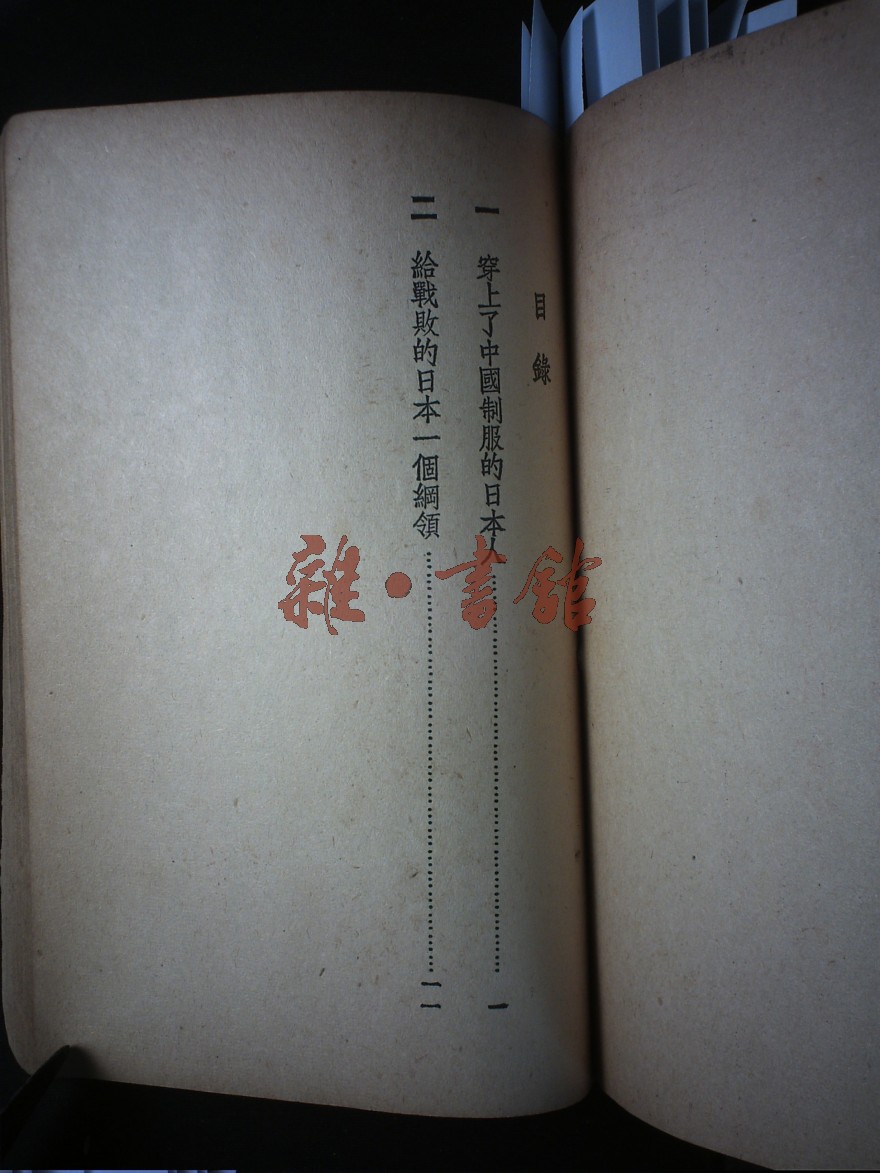 目錄
一　穿上了中國制服的日本人……………………………………一
二　給戰敗的日本一個綱領……………………………………二一
雜·書館